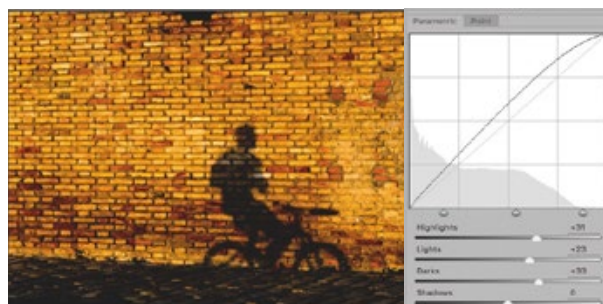 Parametric Point
Highlights +31
Lights +23
Darks +33
Shadows 0